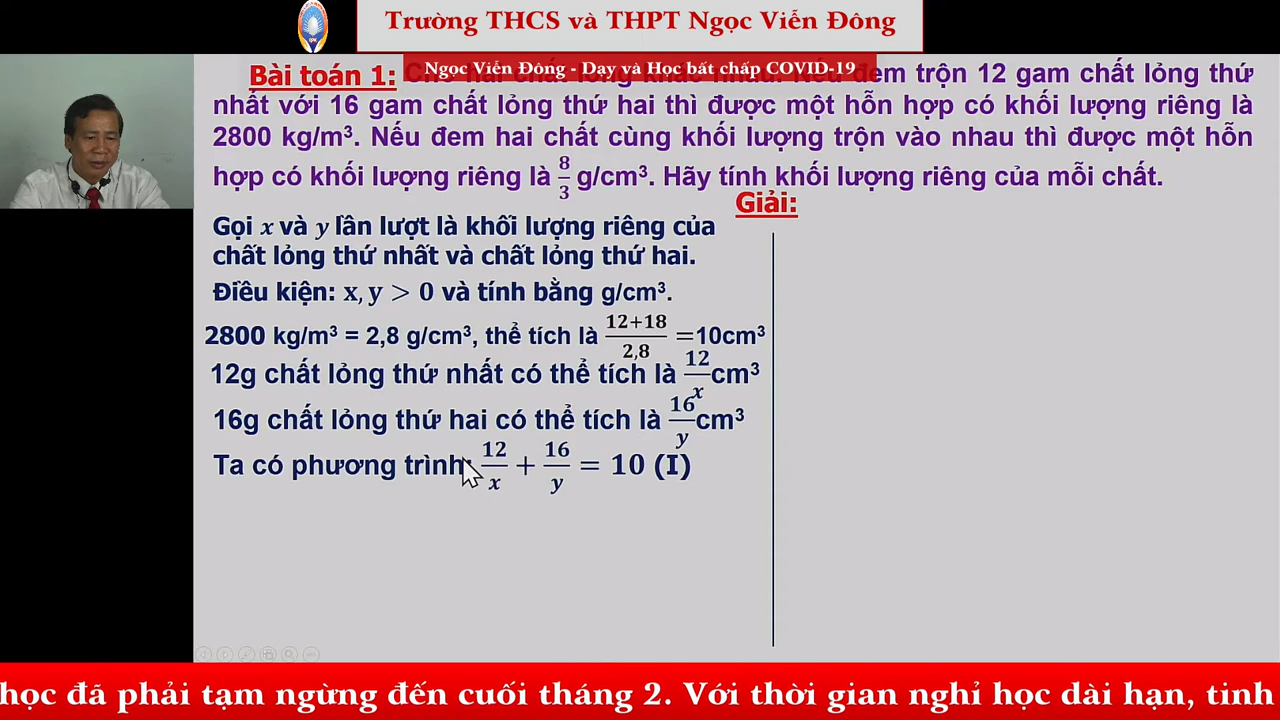 Trường THCS và THPT Ngọc Viễn Đông
Ngọc Viễn Đông - Dạy và Học bất chấp COVID-19
Bài toán 1: đem trộn 12 gam chất lỏng thứ
nhất với 16 gam chất lỏng thứ hai thì được một hỗn hợp có khối lượng riêng là
2800 kg/m³. Nếu đem hai chất cùng khối lượng trộn vào nhau thì được một hỗn
hợp có khối lượng riêng là 8/3 g/cm³. Hãy tính khối lượng riêng của mỗi chất.
Giải:
Gọi x và y lần lượt là khối lượng riêng của
chất lỏng thứ nhất và chất lỏng thứ hai.
Điều kiện: x, y > 0 và tính bằng g/cm³.
2800 kg/m³ = 2,8 g/cm³, thể tích là (12+18)/2,8 =10cm³
12g chất lỏng thứ nhất có thể tích là 12/x cm³
16g chất lỏng thứ hai có thể tích là 16/y cm³
Ta có phương trình: 12/x + 16/y = 10 (I)
học đã phải tạm ngừng đến cuối tháng 2. Với thời gian nghỉ học dài hạn, tinh